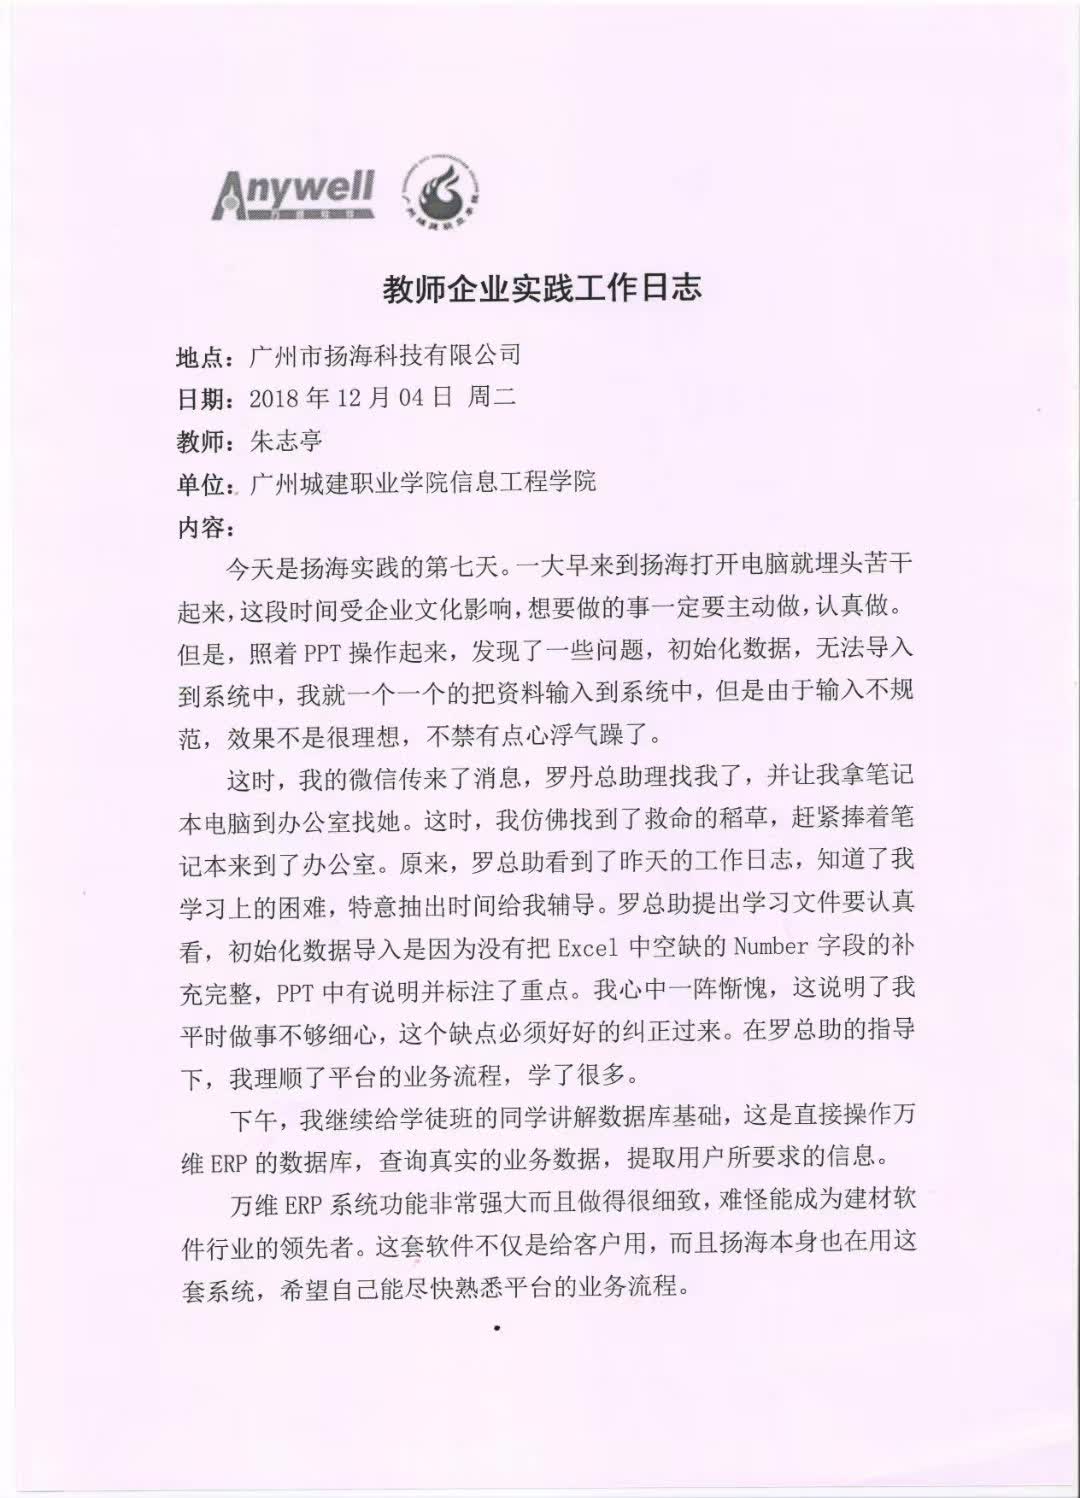 Anywell
教师企业实践工作日志
地点：广州市扬海科技有限公司
日期：2018 年 12 月 04 日 周二
教师：朱志亭
单位：广州城建职业学院信息工程学院
内容：
今天是扬海实践的第七天。一大早来到扬海打开电脑就埋头苦干
起来，这段时间受企业文化影响，想要做的事一定要主动做，认真做。
但是，照着 PPT 操作起来，发现了一些问题，初始化数据，无法导入
到系统中，我就一个一个的把资料输入到系统中，但是由于输入不规
范，效果不是很理想，不禁有点心浮气躁了。
这时，我的微信传来了消息，罗丹总助理找我了，并让我拿笔记
本电脑到办公室找她。这时，我仿佛找到了救命的稻草，赶紧捧着笔
记本来到了办公室。原来，罗总助看到了昨天的工作日志，知道了我
学习上的困难，特意抽出时间给我辅导。罗总助提出学习文件要认真
看，初始化数据导入是因为没有把 Excel 中空缺的 Number 字段的补
充完整，PPT 中有说明并标注了重点。我心中一阵惭愧，这说明了我
平时做事不够细心，这个缺点必须好好的纠正过来。在罗总助的指导
下，我理顺了平台的业务流程，学了很多。
下午，我继续给学徒班的同学讲解数据库基础，这是直接操作万
维 ERP 的数据库，查询真实的业务数据，提取用户所要求的信息。
万维 ERP 系统功能非常强大而且做得很细致，难怪能成为建材软
件行业的领先者。这套软件不仅是给客户用，而且扬海本身也在用这
套系统，希望自己能尽快熟悉平台的业务流程。